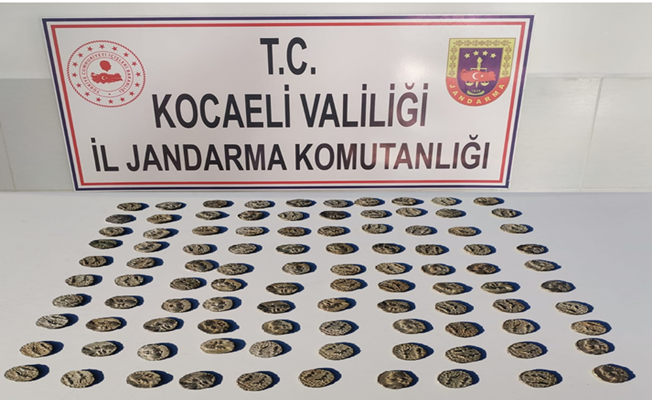 T.C.
KOCAELİ VALİLİĞİ
İL JANDARMA KOMUTANLIĞI
JANDARMA